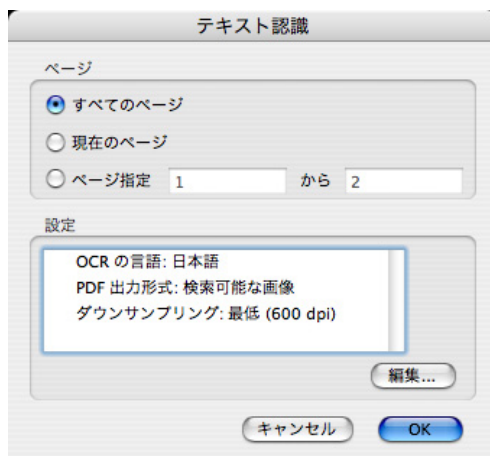 テキスト認識
ページ
すべてのページ
現在のページ
ページ指定 1 から 2
設定
OCR の言語: 日本語
PDF 出力形式: 検索可能な画像
ダウンサンプリング: 最低 (600 dpi)
編集...
キャンセル OK